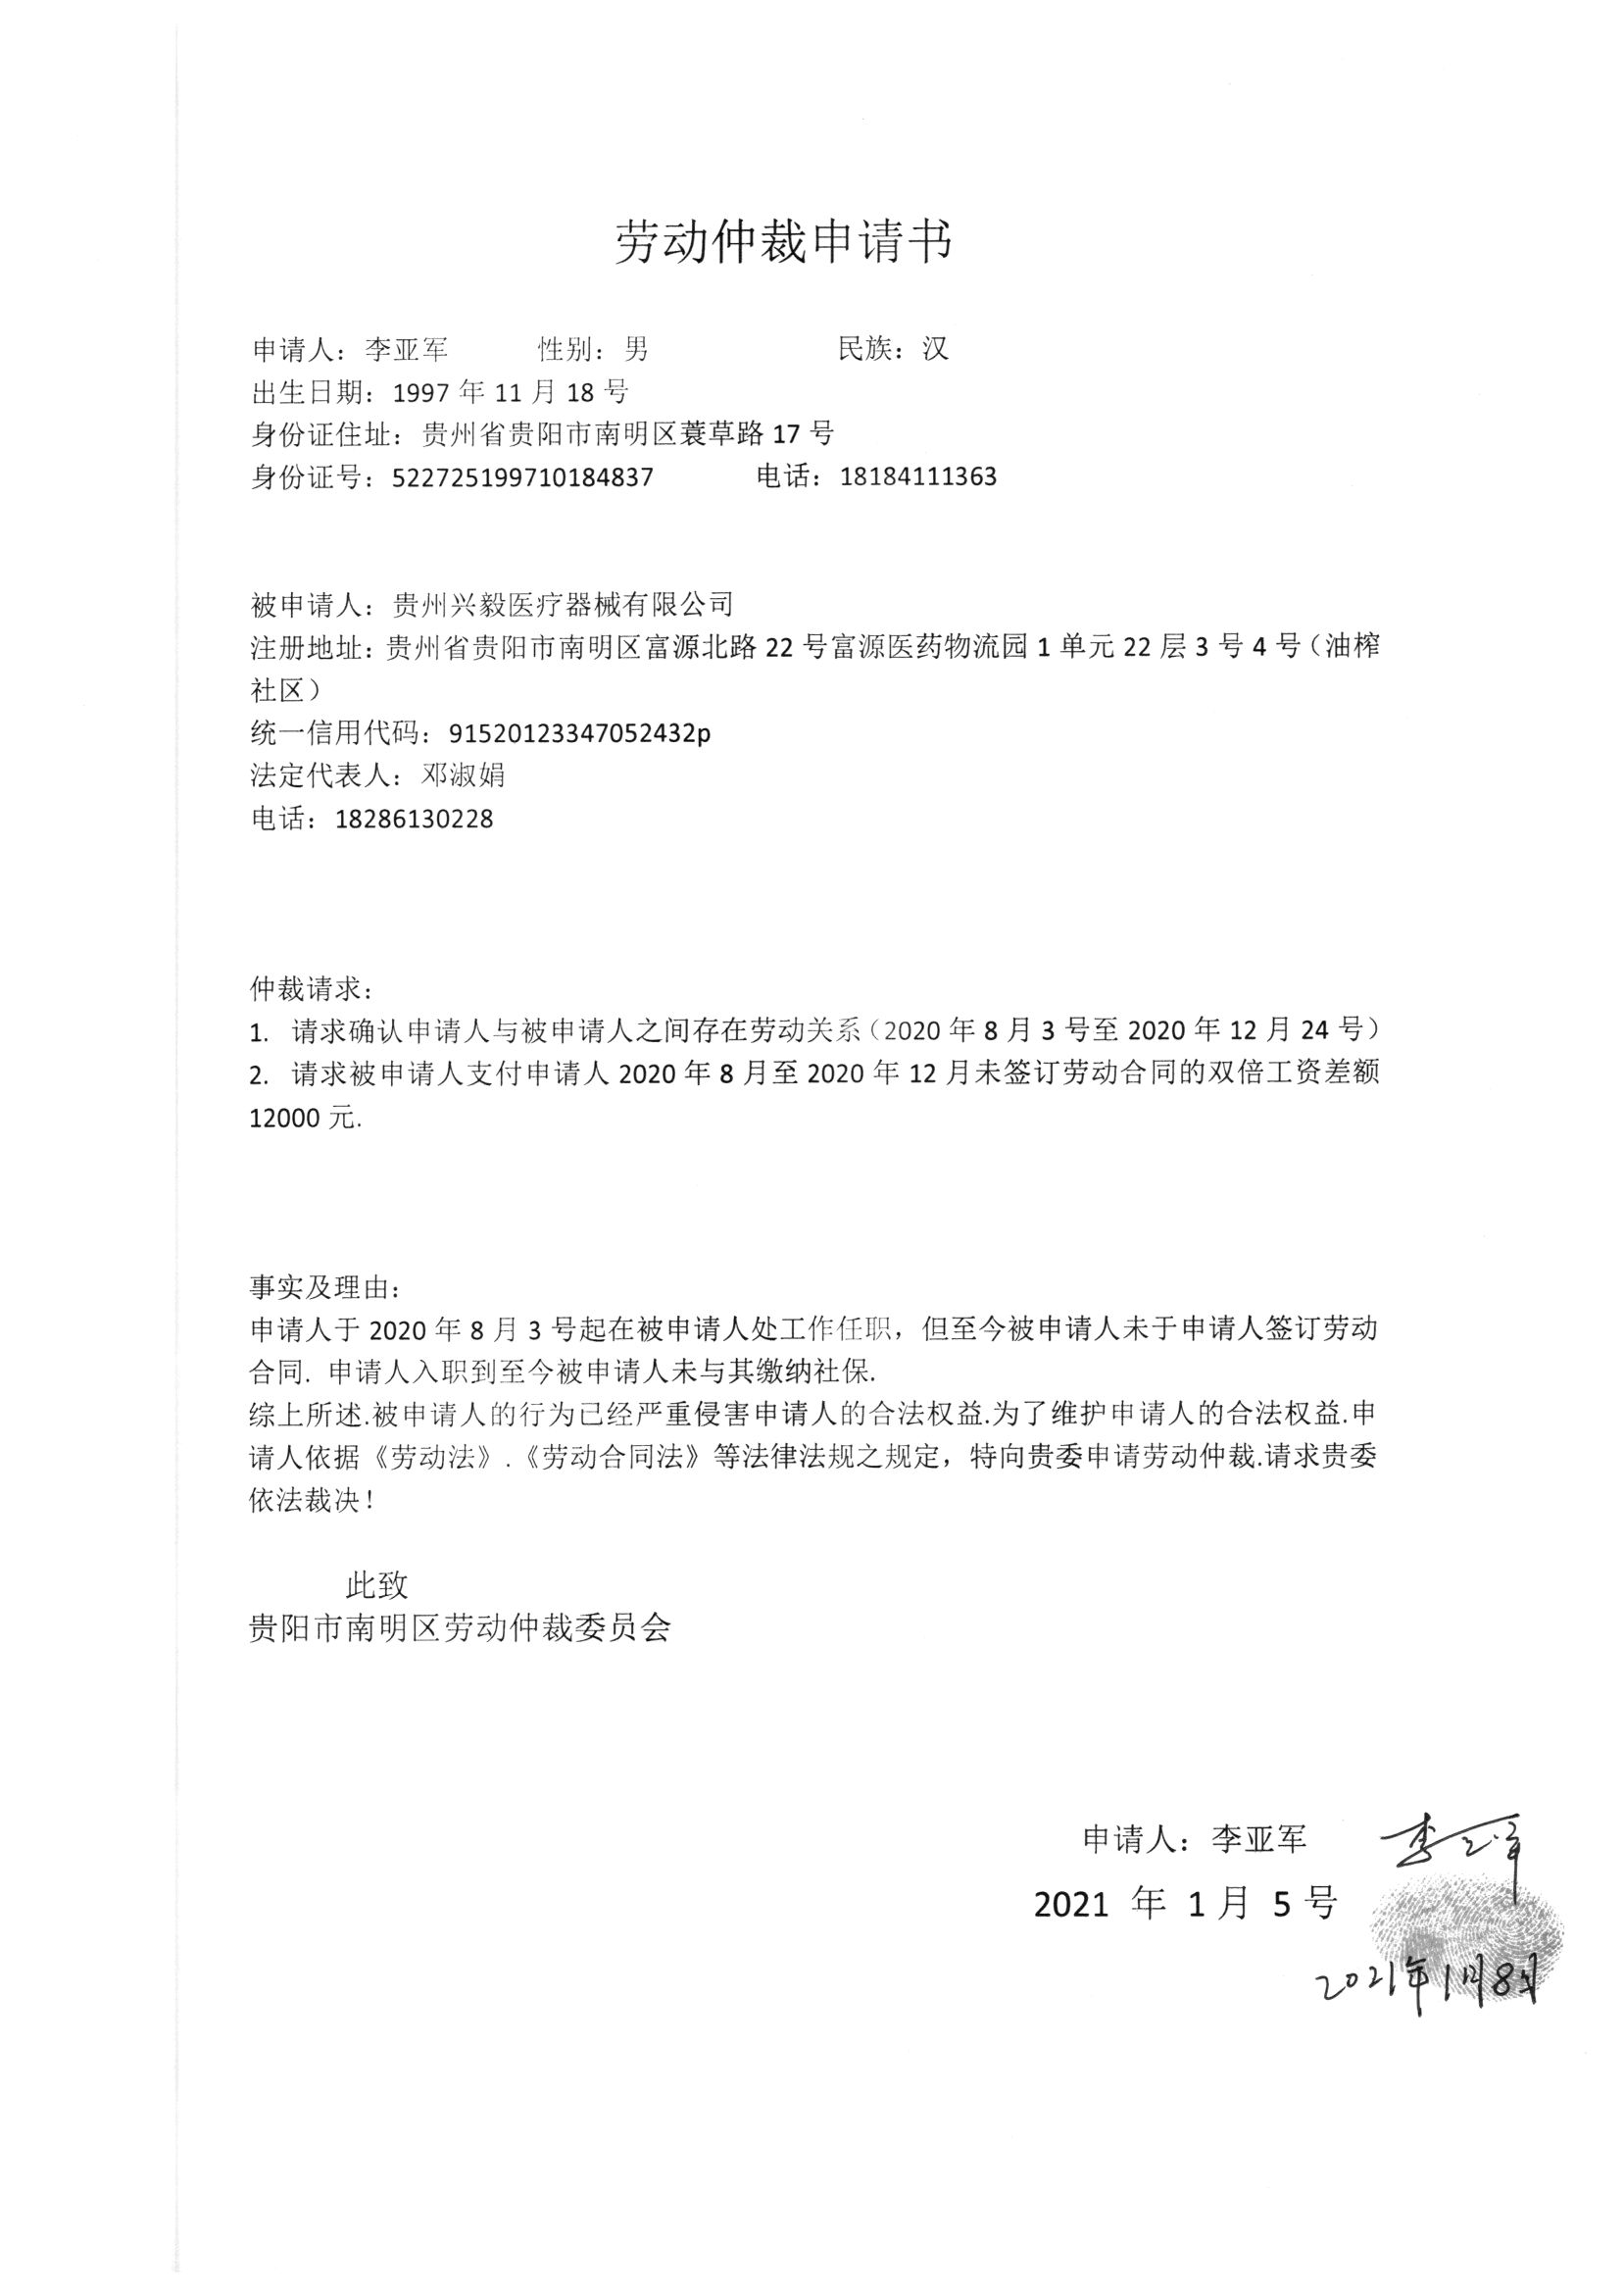 劳动仲裁申请书
申请人：李亚军 性别：男 民族：汉
出生日期：1997 年 11 月 18 号
身份证住址：贵州省贵阳市南明区蓑草路 17 号
身份证号：522725199710184837 电话：18184111363
被申请人：贵州兴毅医疗器械有限公司
注册地址：贵州省贵阳市南明区富源北路 22 号富源医药物流园 1 单元 22 层 3 号 4 号（油榨
社区）
统一信用代码：91520123347052432p
法定代表人：邓淑娟
电话：18286130228
仲裁请求：
1. 请求确认申请人与被申请人之间存在劳动关系（2020 年 8 月 3 号至 2020 年 12 月 24 号）
2. 请求被申请人支付申请人 2020 年 8 月至 2020 年 12 月未签订劳动合同的双倍工资差额
12000 元.
事实及理由：
申请人于 2020 年 8 月 3 号起在被申请人处工作任职，但至今被申请人未于申请人签订劳动
合同. 申请人入职到至今被申请人未与其缴纳社保.
综上所述.被申请人的行为已经严重侵害申请人的合法权益.为了维护申请人的合法权益.申
请人依据《劳动法》.《劳动合同法》等法律法规之规定，特向贵委申请劳动仲裁.请求贵委
依法裁决！
此致
贵阳市南明区劳动仲裁委员会
申请人：李亚军 李亚军
2021 年 1 月 5 号
2021年1月8日